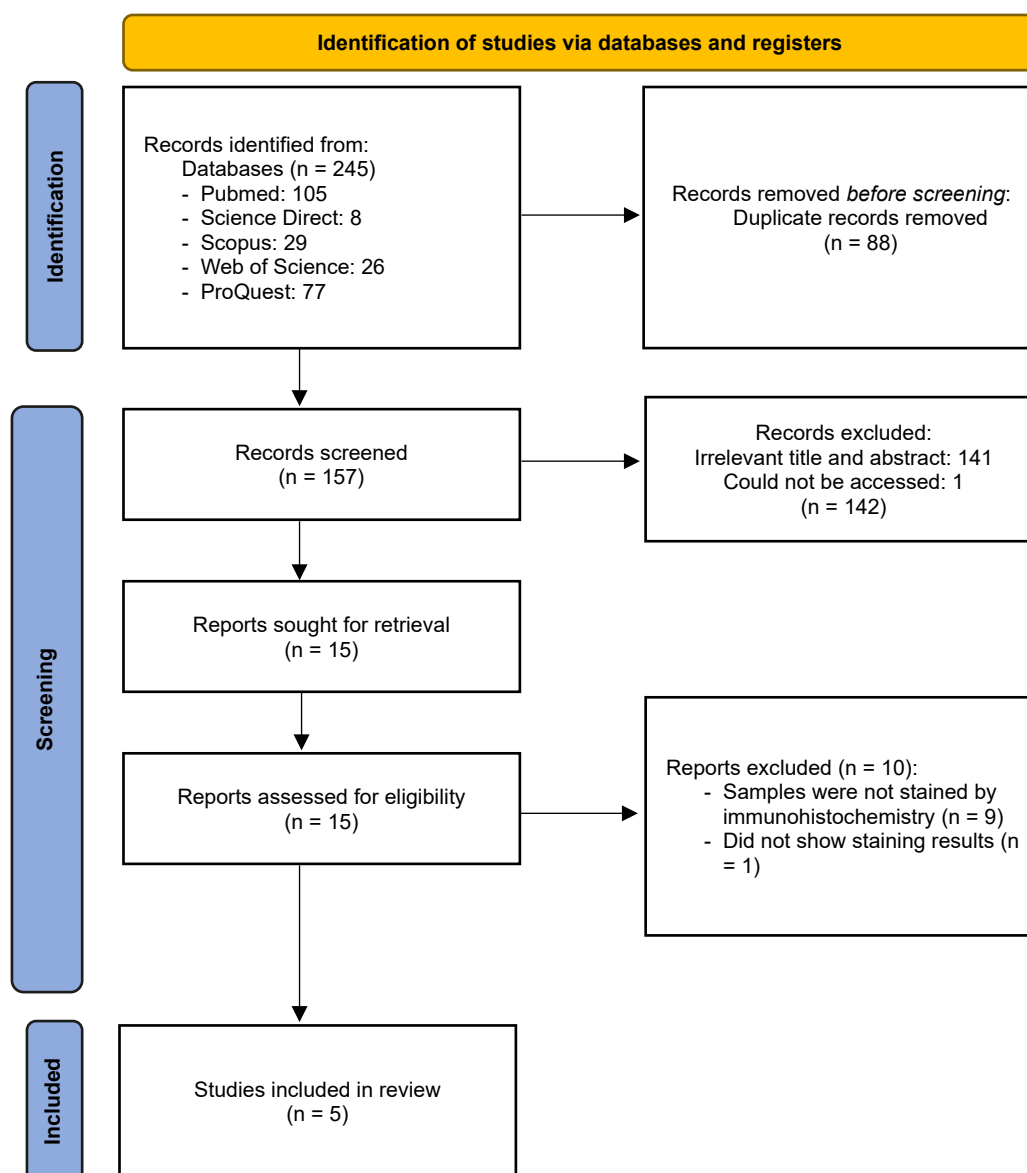 Identification of studies via databases and registers
Identification
Records identified from:
Databases (n = 245)
- Pubmed: 105
- Science Direct: 8
- Scopus: 29
- Web of Science: 26
- ProQuest: 77
Records removed before screening:
Duplicate records removed
(n = 88)
Screening
Records screened
(n = 157)
Records excluded:
Irrelevant title and abstract: 141
Could not be accessed: 1
(n = 142)
Reports sought for retrieval
(n = 15)
Reports assessed for eligibility
(n = 15)
Reports excluded (n = 10):
- Samples were not stained by
immunohistochemistry (n = 9)
- Did not show staining results (n
= 1)
Included
Studies included in review
(n = 5)